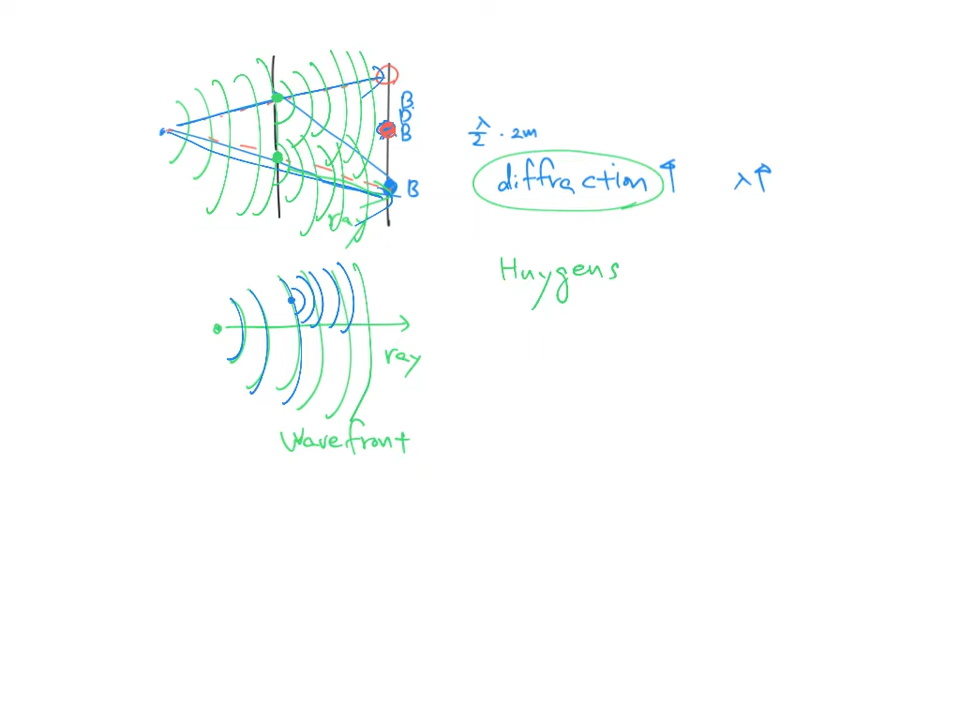 B
B
B
B
λ/2 · 2m
diffraction ↑ λ↑
ray
Huygens
ray
Wavefront